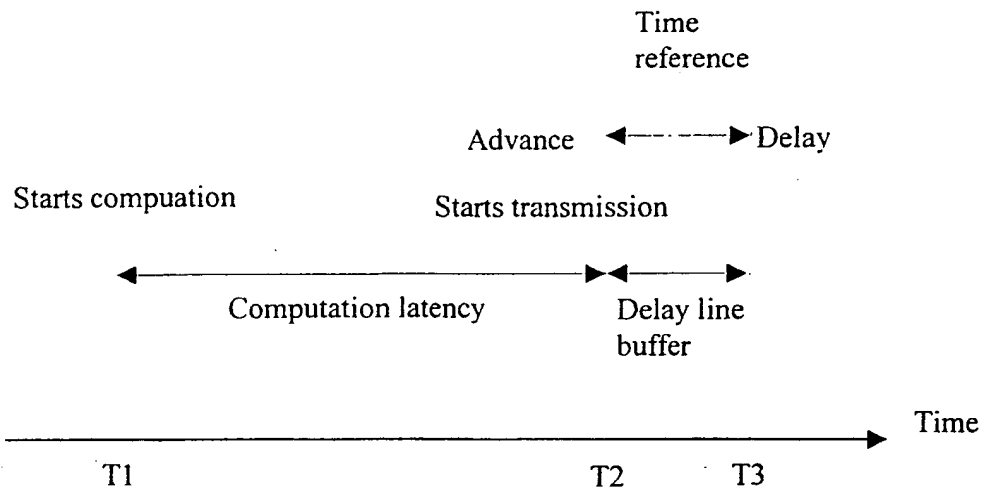 Time
reference
Advance
Delay
Starts compuation
Starts transmission
Computation latency
Delay line
buffer
Time
T1
T2
T3